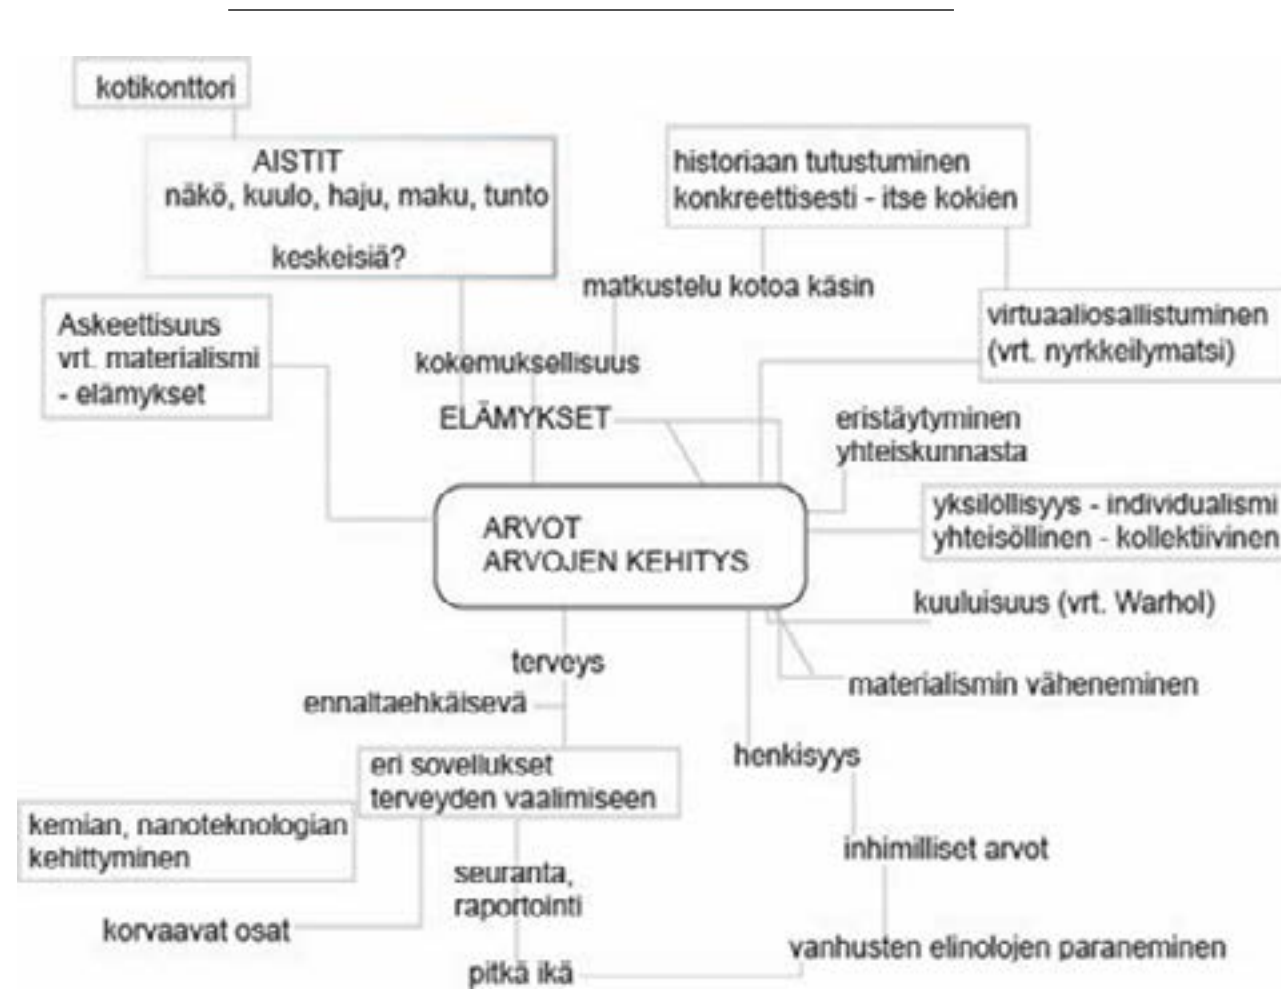 kotikonttori
AISTIT
näkö, kuulo, haju, maku, tunto
keskeisiä?
historiaan tutustuminen
konkreettisesti - itse kokien
matkustelu kotoa käsin
Askeettisuus
vrt. materialismi
- elämykset
virtuaaliosallistuminen
(vrt. nyrkkeilymatsi)
kokemuksellisuus
ELÄMYKSET
eristäytyminen
yhteiskunnasta
yksilöllisyys - individualismi
yhteisöllinen - kollektiivinen
ARVOT
ARVOJEN KEHITYS
kuuluisuus (vrt. Warhol)
terveys
materialismin väheneminen
ennaltaehkäisevä
henkisyys
eri sovellukset
terveyden vaalimiseen
kemian, nanoteknologian
kehittyminen
inhimilliset arvot
seuranta,
raportointi
korvaavat osat
vanhusten elinolojen paraneminen
pitkä ikä